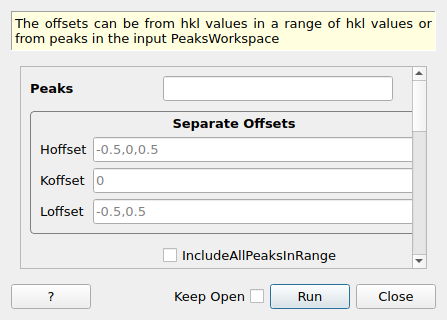 The offsets can be from hkl values in a range of hkl values or
from peaks in the input PeaksWorkspace
Peaks
Separate Offsets
Hoffset -0.5,0,0.5
Koffset 0
Loffset -0.5,0.5
IncludeAllPeaksInRange
? Keep Open Run Close